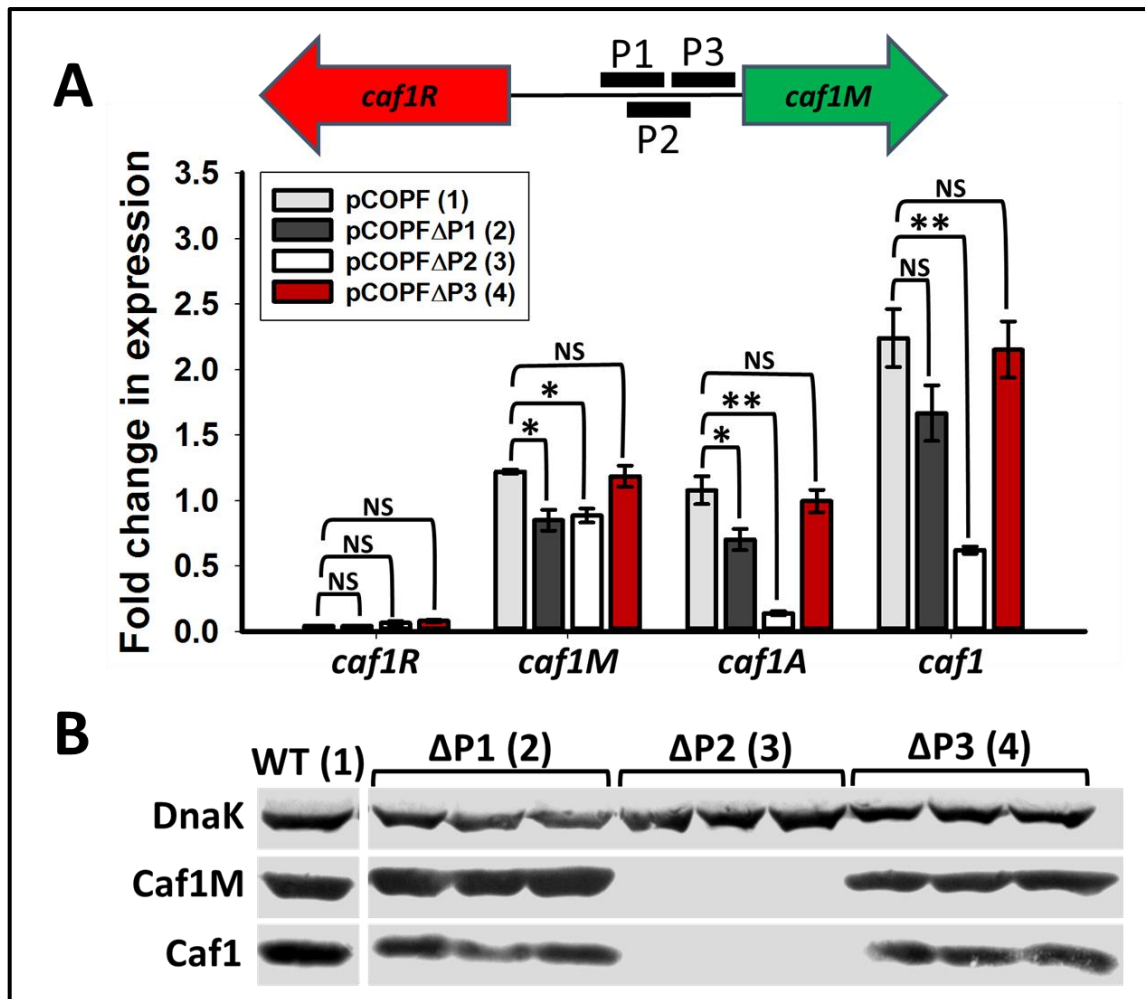 A
P1 P3
caf1R caf1M
P2
Fold change in expression
3.5
3.0
2.5
2.0
1.5
1.0
0.5
0.0
pCOPF (1)
pCOPFΔP1 (2)
pCOPFΔP2 (3)
pCOPFΔP3 (4)
NS
NS
NS
NS
*
*
NS
**
*
NS
**
NS
caf1R caf1M caf1A caf1
B
WT (1) ΔP1 (2) ΔP2 (3) ΔP3 (4)
DnaK
Caf1M
Caf1